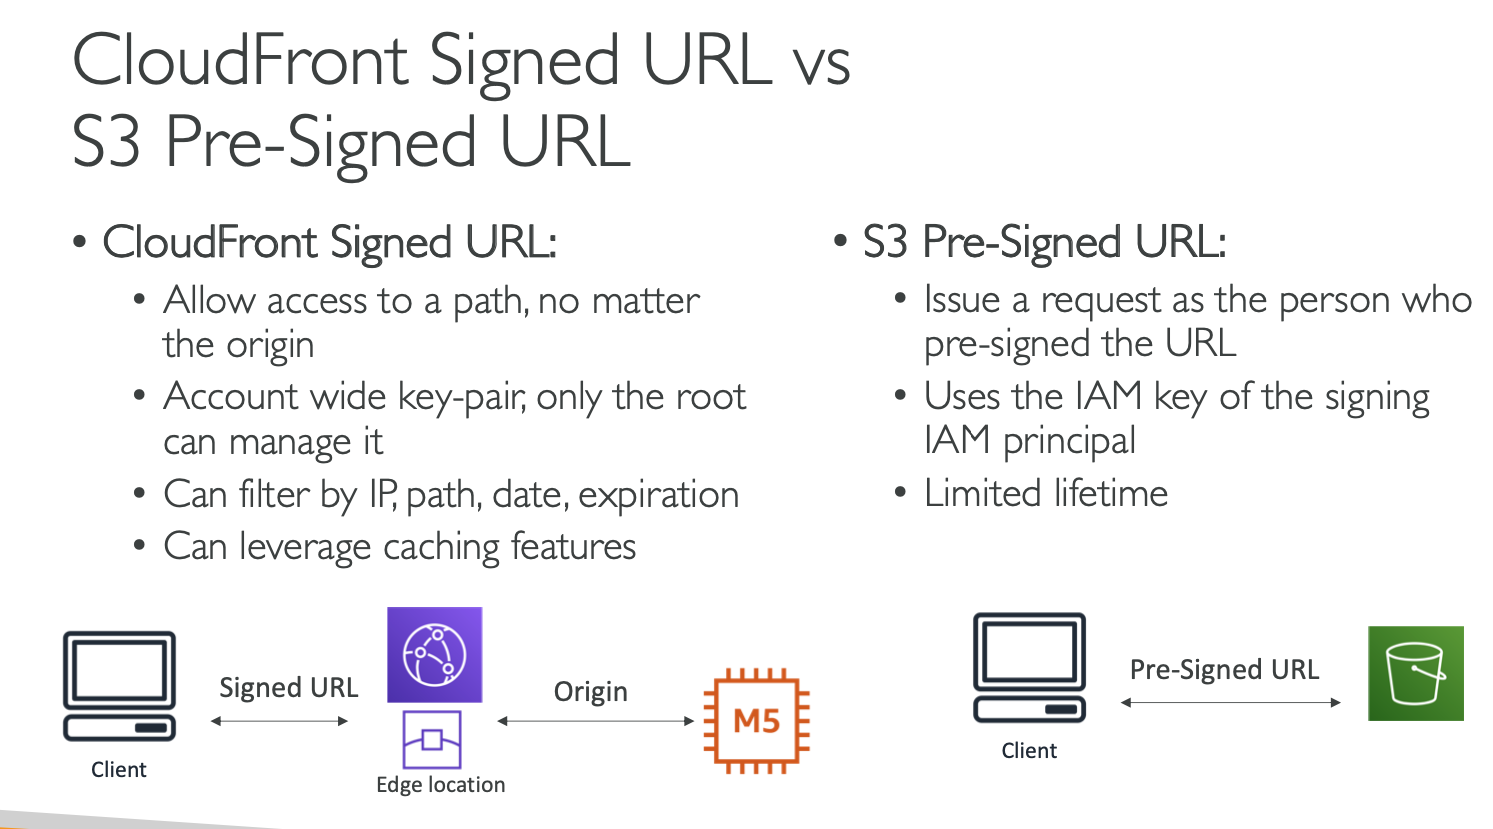 CloudFront Signed URL vs
S3 Pre-Signed URL
• CloudFront Signed URL:
• Allow access to a path, no matter
the origin
• Account wide key-pair, only the root
can manage it
• Can filter by IP, path, date, expiration
• Can leverage caching features
• S3 Pre-Signed URL:
• Issue a request as the person who
pre-signed the URL
• Uses the IAM key of the signing
IAM principal
• Limited lifetime
Signed URL
Origin
M5
Client
Edge location
Pre-Signed URL
Client